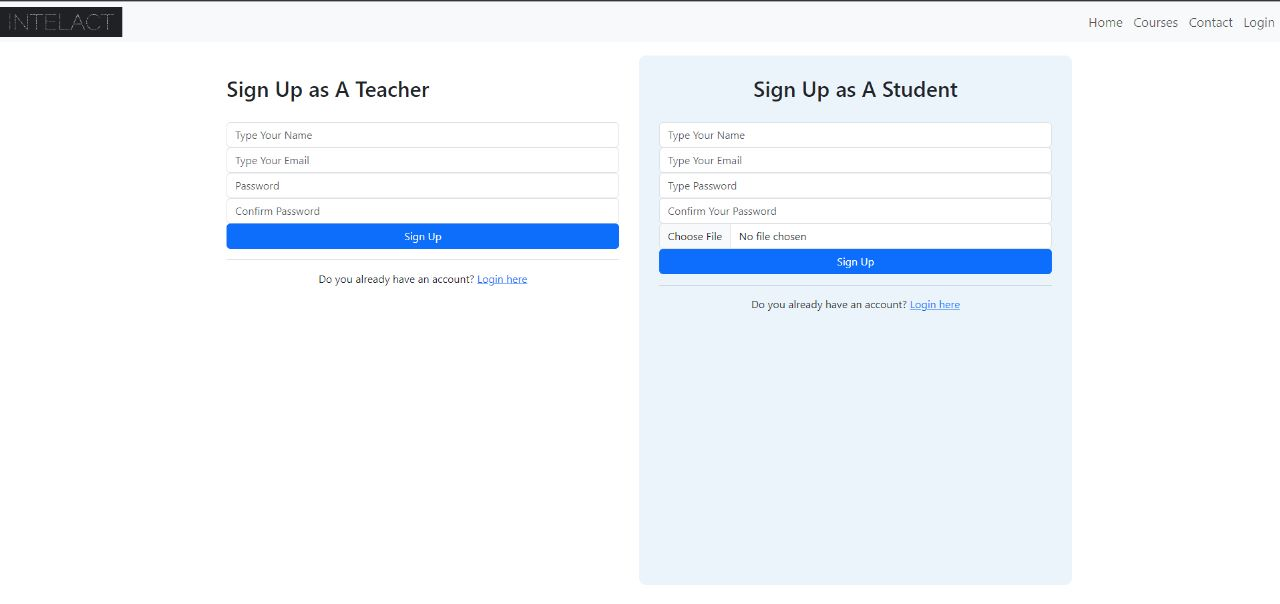 INTELACT
Home Courses Contact Login
Sign Up as A Teacher
Type Your Name
Type Your Email
Password
Confirm Password
Sign Up
Do you already have an account? Login here
Sign Up as A Student
Type Your Name
Type Your Email
Type Password
Confirm Your Password
Choose File No file chosen
Sign Up
Do you already have an account? Login here